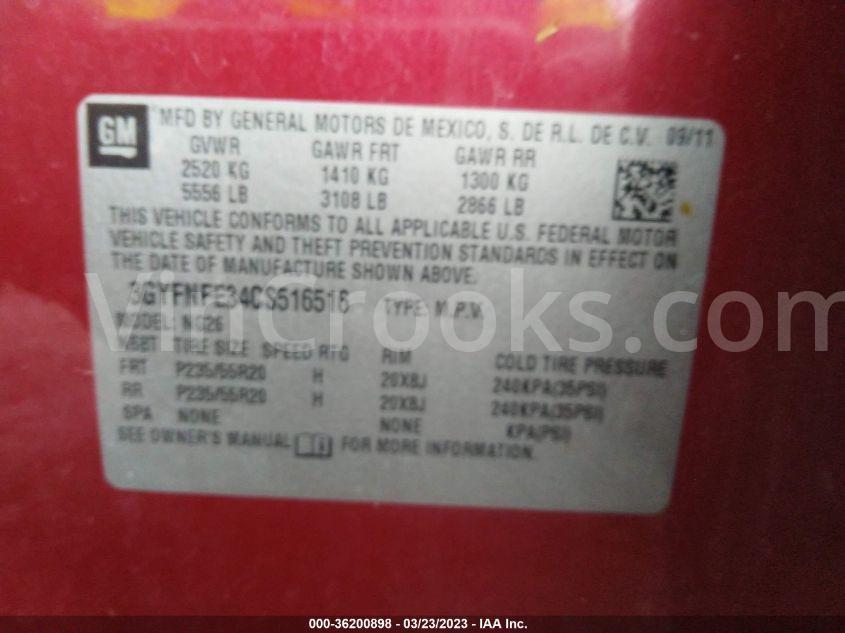 GM
MFD BY GENERAL MOTORS DE MEXICO, S. DE R.L. DE C.V. 09/11
GVWR GAWR FRT GAWR RR
2520 KG 1410 KG 1300 KG
5556 LB 3108 LB 2866 LB
THIS VEHICLE CONFORMS TO ALL APPLICABLE U.S. FEDERAL MOTOR
VEHICLE SAFETY AND THEFT PREVENTION STANDARDS IN EFFECT ON
THE DATE OF MANUFACTURE SHOWN ABOVE.
TYPE: M.P.V.
VinCrooks.com
MODEL: NC26
TIRE SIZE SPEED RTG RIM COLD TIRE PRESSURE
FRT P235/55R20 H 20X8J 240KPA(35PSI)
RR P235/55R20 H 20X8J 240KPA(35PSI)
SPA NONE NONE KPA(PSI)
SEE OWNER'S MANUAL FOR MORE INFORMATION.
000-36200898 - 03/23/2023 - IAA Inc.